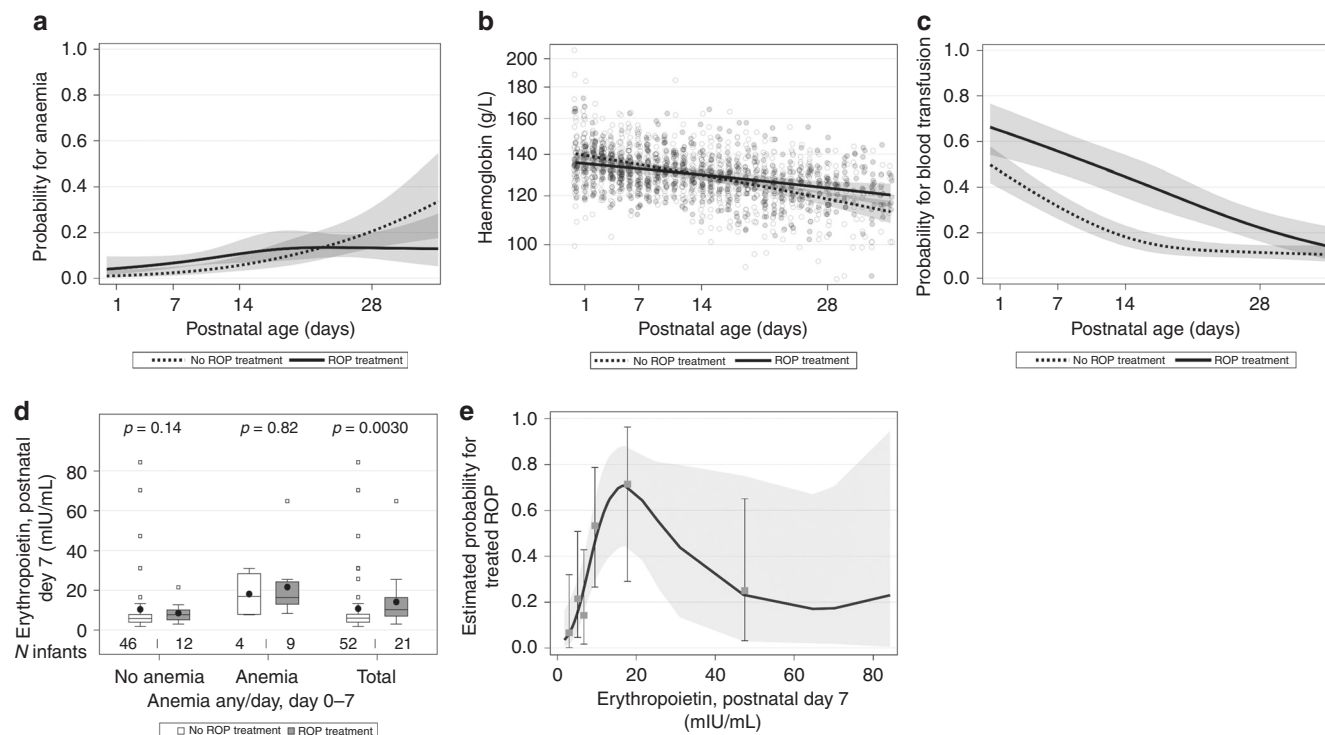 a
Probability for anaemia
1.0
0.8
0.6
0.4
0.2
0.0
1 7 14 28
Postnatal age (days)
No ROP treatment ROP treatment
b
Haemoglobin (g/L)
200
180
160
140
120
100
1 7 14 28
Postnatal age (days)
No ROP treatment ROP treatment
c
Probability for blood transfusion
1.0
0.8
0.6
0.4
0.2
0.0
1 7 14 28
Postnatal age (days)
No ROP treatment ROP treatment
d
Erythropoietin, postnatal
dey 7 (mIU/mL)
p = 0.14 p = 0.82 p = 0.0030
80
60
40
20
0
N infants
46 12 4 9 52 21
No anemia Anemia Total
Anemia any/day, day 0–7
No ROP treatment ROP treatment
e
Estimated probability for
treated ROP
1.0
0.8
0.6
0.4
0.2
0.0
0 20 40 60 80
Erythropoietin, postnatal day 7
(mIU/mL)